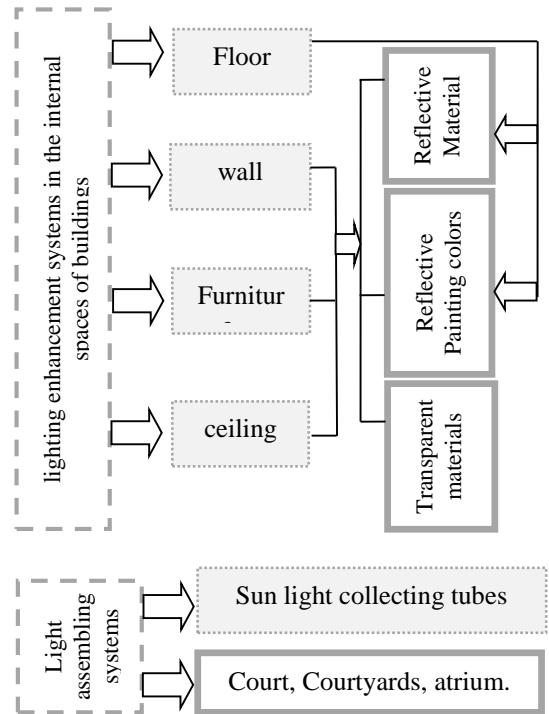 lighting enhancement systems in the internal
spaces of buildings
Floor
wall
Furnitur
ceiling
Reflective
Material
Reflective
Painting colors
Transparent
materials
Light
assembling
systems
Sun light collecting tubes
Court, Courtyards, atrium.